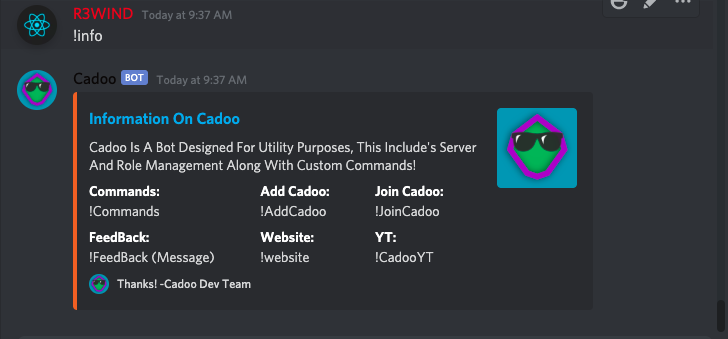 R3WIND Today at 9:37 AM
!info
Cadoo BOT Today at 9:37 AM
Information On Cadoo
Cadoo Is A Bot Designed For Utility Purposes, This Include's Server
And Role Management Along With Custom Commands!
Commands: Add Cadoo: Join Cadoo:
!Commands !AddCadoo !JoinCadoo
FeedBack: Website: YT:
!FeedBack (Message) !website !CadooYT
Thanks! -Cadoo Dev Team